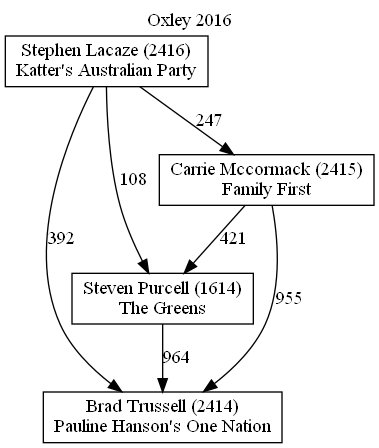 Oxley 2016
Stephen Lacaze (2416)
Katter's Australian Party
247
Carrie Mccormack (2415)
Family First
108
392
421
Steven Purcell (1614)
The Greens
955
964
Brad Trussell (2414)
Pauline Hanson's One Nation